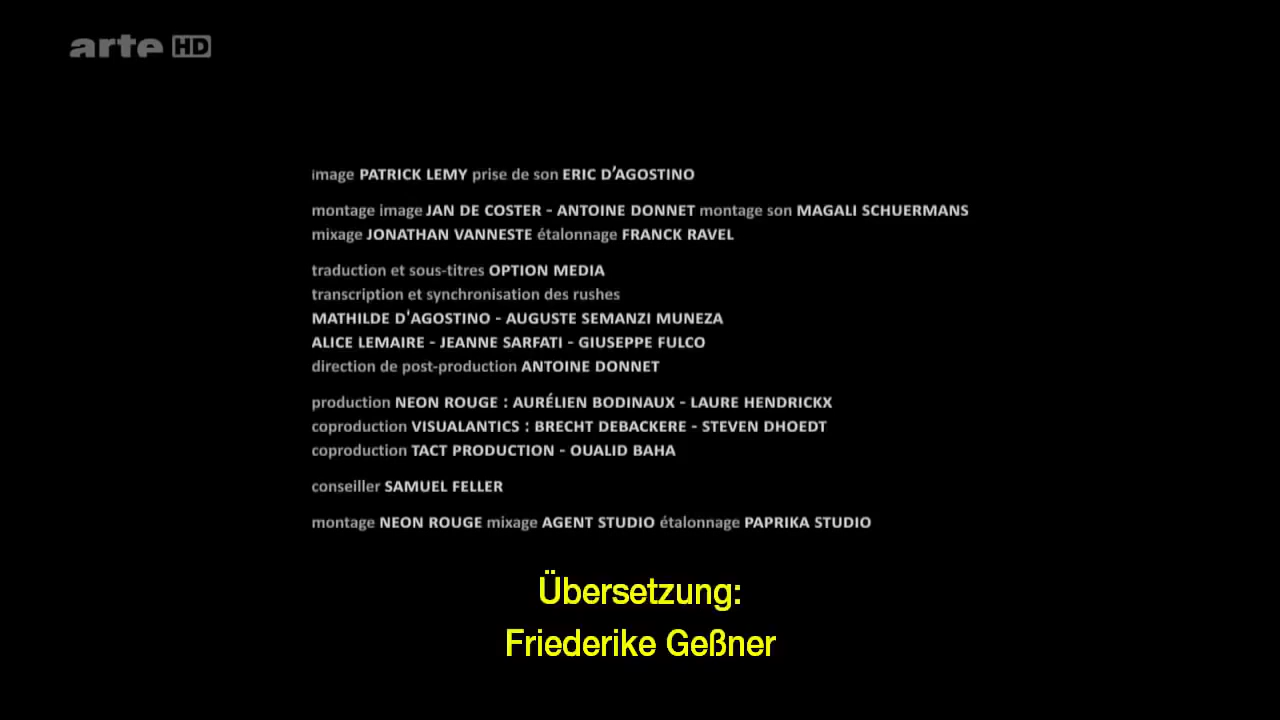 arte HD
image PATRICK LEMY prise de son ERIC D’AGOSTINO
montage image JAN DE COSTER - ANTOINE DONNET montage son MAGALI SCHUERMANS
mixage JONATHAN VANNESTE étalonnage FRANCK RAVEL
traduction et sous-titres OPTION MEDIA
transcription et synchronisation des rushes
MATHILDE D'AGOSTINO - AUGUSTE SEMANZI MUNEZA
ALICE LEMAIRE - JEANNE SARFATI - GIUSEPPE FULCO
direction de post-production ANTOINE DONNET
production NEON ROUGE : AURÉLIEN BODINAUX - LAURE HENDRICKX
coproduction VISUALANTICS : BRECHT DEBACKERE - STEVEN DHOEDT
coproduction TACT PRODUCTION - OUALID BAHA
conseiller SAMUEL FELLER
montage NEON ROUGE mixage AGENT STUDIO étalonnage PAPRIKA STUDIO
Übersetzung:
Friederike Geßner